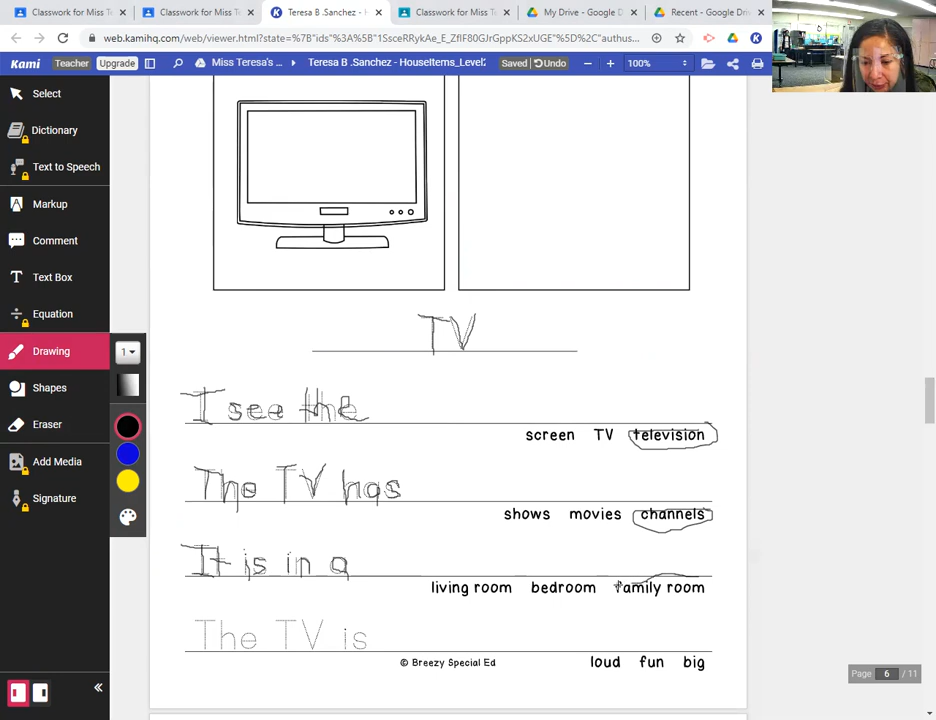 Classwork for Miss T
Classwork for Miss T
Teresa B .Sanchez - H
Classwork for Miss Te
My Drive - Google D
Recent - Google Dri
web.kamihq.com/web/viewer.html?state=%7B"ids"%3A%5B"1SsceRRykAe_E_ZfIF80GJrGppKS2xUGE"%5D%2C"authus...
Kami Teacher Upgrade Miss Teresa's ... Teresa B .Sanchez - HouseItems_Level2 Saved Undo 100%
Select
Dictionary
Text to Speech
Markup
Comment
Text Box
Equation
Drawing
1
Shapes
Eraser
Add Media
Signature
TV
I see the
screen TV television
The TV has
shows movies channels
It is in a
living room bedroom family room
The TV is
© Breezy Special Ed
loud fun big
Page 6 / 11